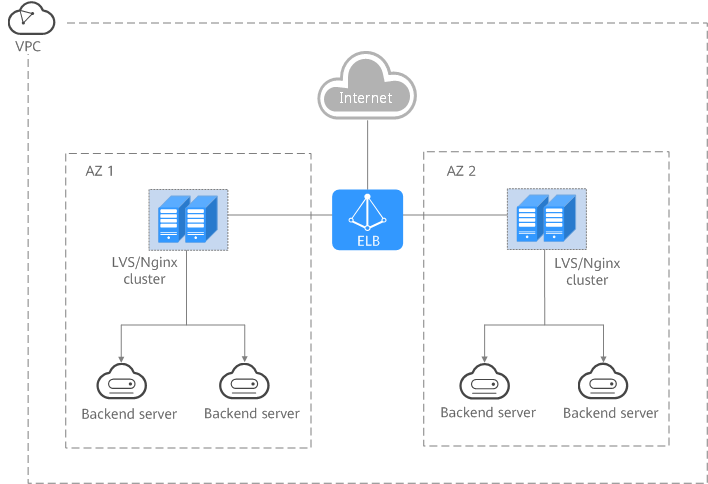 VPC
Internet
AZ 1
AZ 2
ELB
LVS/Nginx
cluster
LVS/Nginx
cluster
Backend server
Backend server
Backend server
Backend server